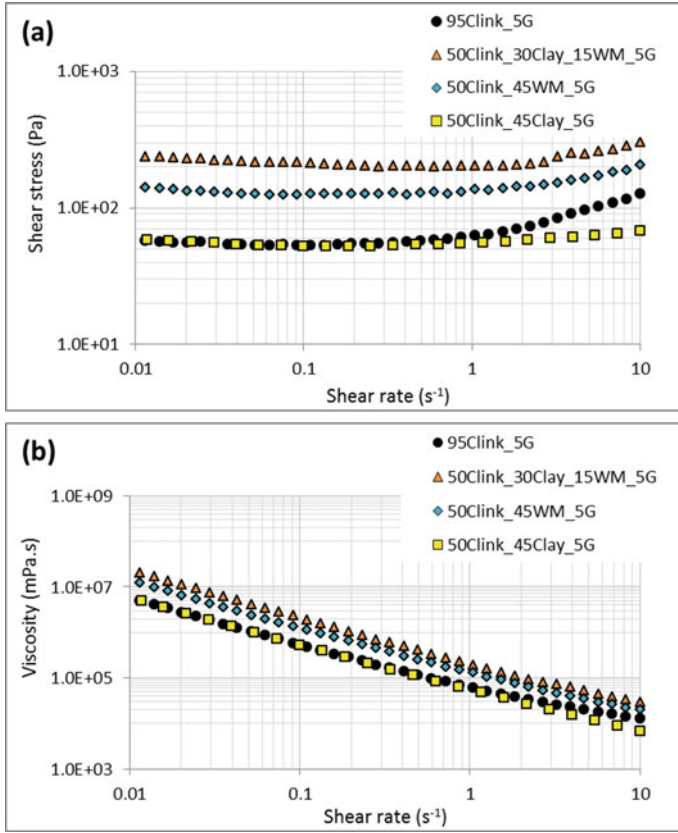 (a)
95Clink_5G
50Clink_30Clay_15WM_5G
50Clink_45WM_5G
50Clink_45Clay_5G
1.0E+03
1.0E+02
1.0E+01
Shear stress (Pa)
0.01 0.1 1 10
Shear rate (s⁻¹)
(b)
95Clink_5G
50Clink_30Clay_15WM_5G
50Clink_45WM_5G
50Clink_45Clay_5G
1.0E+09
1.0E+07
1.0E+05
1.0E+03
Viscosity (mPa.s)
0.01 0.1 1 10
Shear rate (s⁻¹)